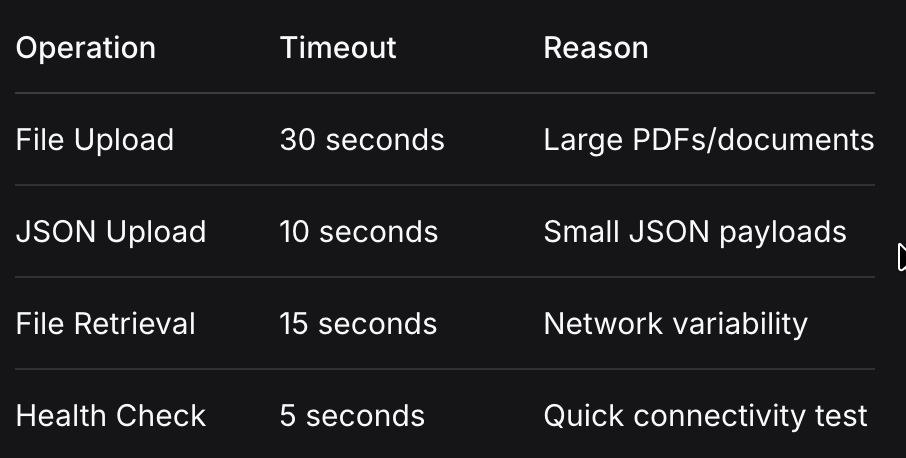 Operation Timeout Reason
File Upload 30 seconds Large PDFs/documents
JSON Upload 10 seconds Small JSON payloads
File Retrieval 15 seconds Network variability
Health Check 5 seconds Quick connectivity test